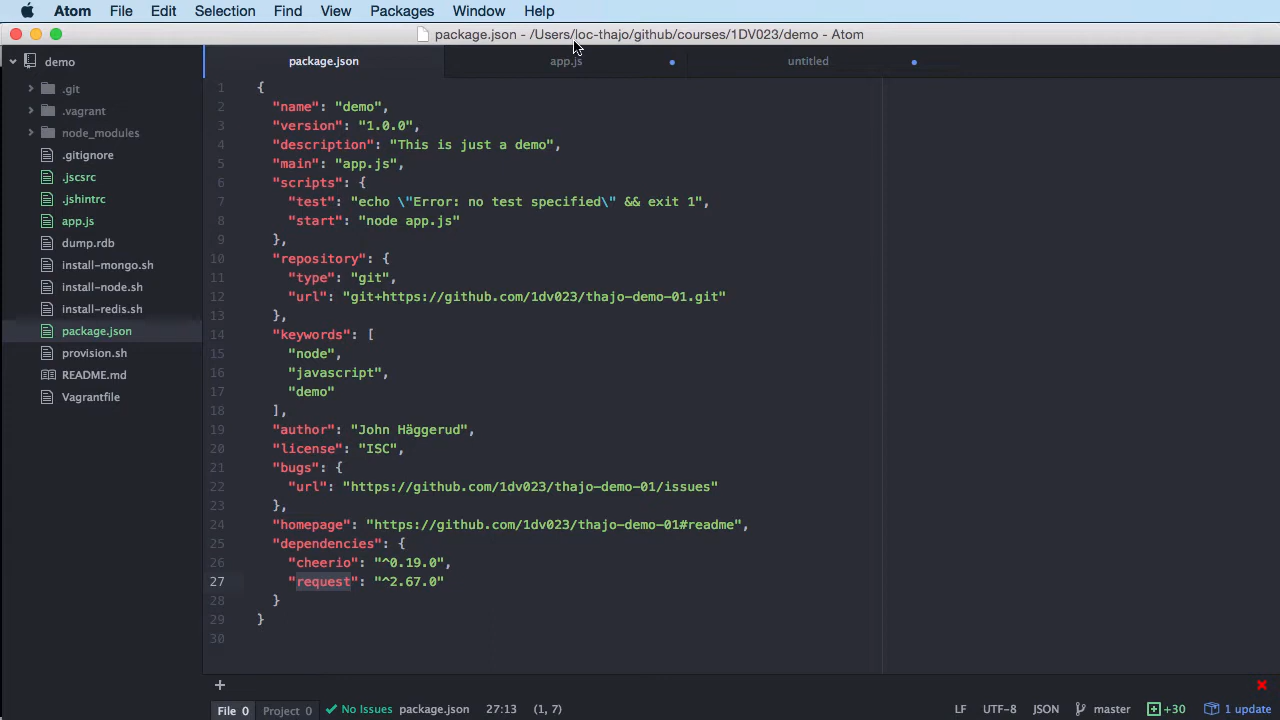 Atom File Edit Selection Find View Packages Window Help
package.json - /Users/loc-thajo/github/courses/1DV023/demo - Atom
demo
.git
.vagrant
node_modules
.gitignore
.jscsrc
.jshintrc
app.js
dump.rdb
install-mongo.sh
install-node.sh
install-redis.sh
package.json
provision.sh
README.md
Vagrantfile
package.json app.js untitled
1 {
2 "name": "demo",
3 "version": "1.0.0",
4 "description": "This is just a demo",
5 "main": "app.js",
6 "scripts": {
7 "test": "echo \"Error: no test specified\" && exit 1",
8 "start": "node app.js"
9 },
10 "repository": {
11 "type": "git",
12 "url": "git+https://github.com/1dv023/thajo-demo-01.git"
13 },
14 "keywords": [
15 "node",
16 "javascript",
17 "demo"
18 ],
19 "author": "John Häggerud",
20 "license": "ISC",
21 "bugs": {
22 "url": "https://github.com/1dv023/thajo-demo-01/issues"
23 },
24 "homepage": "https://github.com/1dv023/thajo-demo-01#readme",
25 "dependencies": {
26 "cheerio": "^0.19.0",
27 "request": "^2.67.0"
28 }
29 }
30
+
File 0 Project 0 No Issues package.json 27:13 (1, 7) LF UTF-8 JSON master +30 1 update